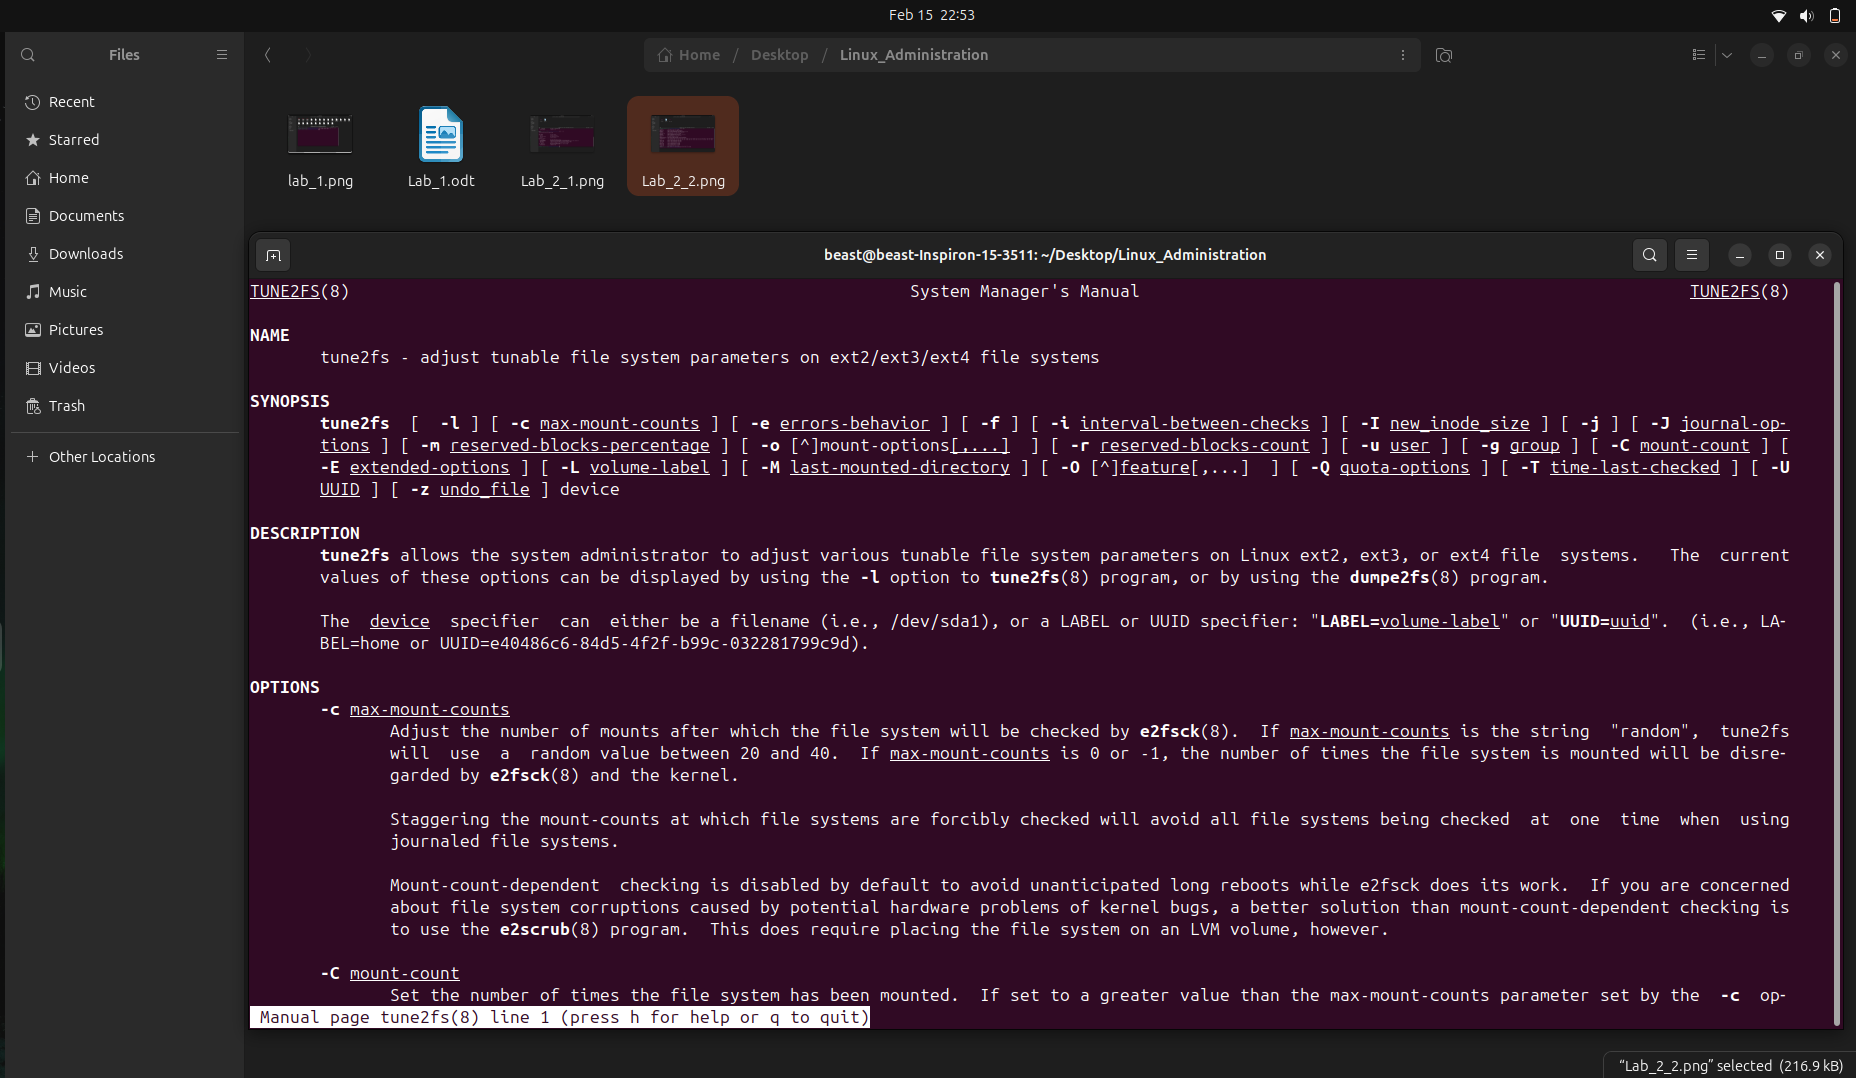 Feb 15 22:53
Files
Home / Desktop / Linux_Administration
Recent
Starred
Home
Documents
Downloads
Music
Pictures
Videos
Trash
Other Locations
lab_1.png
Lab_1.odt
Lab_2_1.png
Lab_2_2.png
beast@beast-Inspiron-15-3511: ~/Desktop/Linux_Administration
TUNE2FS(8) System Manager's Manual TUNE2FS(8)
NAME
tune2fs - adjust tunable file system parameters on ext2/ext3/ext4 file systems
SYNOPSIS
tune2fs [ -l ] [ -c max-mount-counts ] [ -e errors-behavior ] [ -f ] [ -i interval-between-checks ] [ -I new_inode_size ] [ -j ] [ -J journal-op-
tions ] [ -m reserved-blocks-percentage ] [ -o [^]mount-options[,...] ] [ -r reserved-blocks-count ] [ -u user ] [ -g group ] [ -C mount-count ] [
-E extended-options ] [ -L volume-label ] [ -M last-mounted-directory ] [ -O [^]feature[,...] ] [ -Q quota-options ] [ -T time-last-checked ] [ -U
UUID ] [ -z undo_file ] device
DESCRIPTION
tune2fs allows the system administrator to adjust various tunable file system parameters on Linux ext2, ext3, or ext4 file systems. The current
values of these options can be displayed by using the -l option to tune2fs(8) program, or by using the dumpe2fs(8) program.
The device specifier can either be a filename (i.e., /dev/sda1), or a LABEL or UUID specifier: "LABEL=volume-label" or "UUID=uuid". (i.e., LA-
BEL=home or UUID=e40486c6-84d5-4f2f-b99c-032281799c9d).
OPTIONS
-c max-mount-counts
Adjust the number of mounts after which the file system will be checked by e2fsck(8). If max-mount-counts is the string "random", tune2fs
will use a random value between 20 and 40. If max-mount-counts is 0 or -1, the number of times the file system is mounted will be disre-
garded by e2fsck(8) and the kernel.
Staggering the mount-counts at which file systems are forcibly checked will avoid all file systems being checked at one time when using
journaled file systems.
Mount-count-dependent checking is disabled by default to avoid unanticipated long reboots while e2fsck does its work. If you are concerned
about file system corruptions caused by potential hardware problems of kernel bugs, a better solution than mount-count-dependent checking is
to use the e2scrub(8) program. This does require placing the file system on an LVM volume, however.
-C mount-count
Set the number of times the file system has been mounted. If set to a greater value than the max-mount-counts parameter set by the -c op-
Manual page tune2fs(8) line 1 (press h for help or q to quit)
“Lab_2_2.png” selected (216.9 kB)